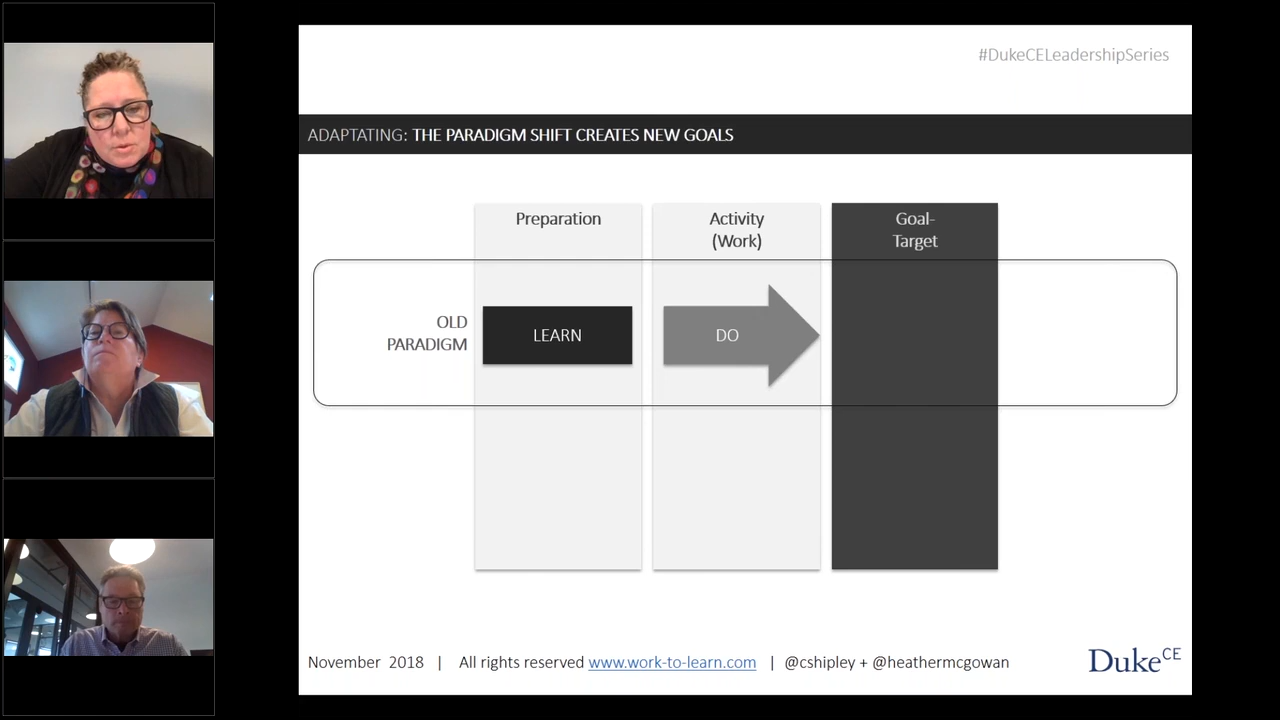 #DukeCELeadershipSeries
ADAPTATING: THE PARADIGM SHIFT CREATES NEW GOALS
Preparation
Activity
(Work)
Goal-
Target
OLD
PARADIGM
LEARN
DO
November 2018 | All rights reserved www.work-to-learn.com | @cshipley + @heathermcgowan
DukeCE